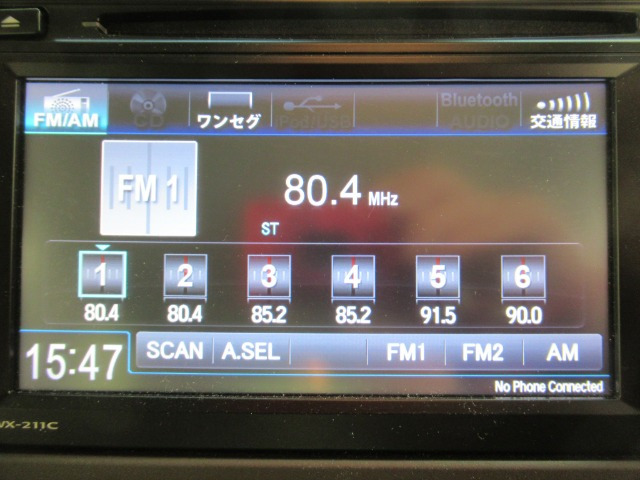 FM/AM CD ワンセグ iPod/USB Bluetooth AUDIO 交通情報
FM 1
80.4 MHz
ST
1 2 3 4 5 6
80.4 80.4 85.2 85.2 91.5 90.0
15:47
SCAN A.SEL FM1 FM2 AM
No Phone Connected
VX-211C